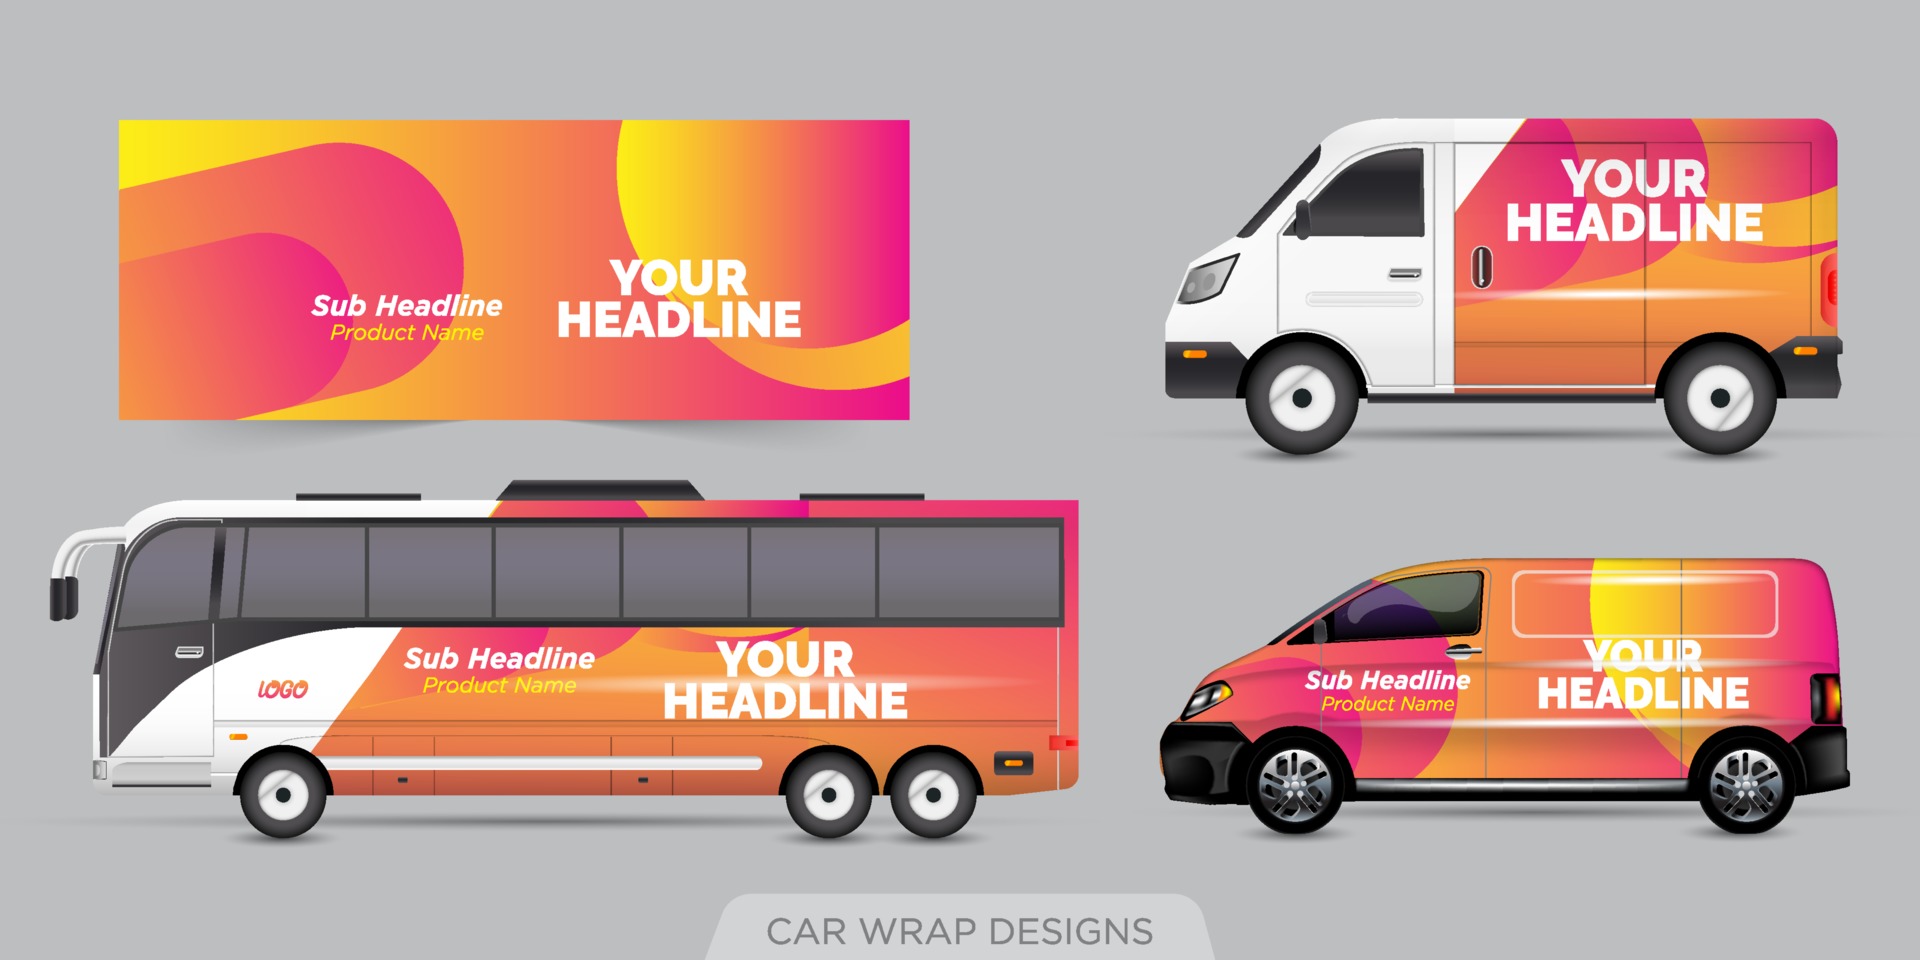 Sub Headline
Product Name
YOUR
HEADLINE
YOUR
HEADLINE
LOGO
Sub Headline
Product Name
YOUR
HEADLINE
Sub Headline
Product Name
YOUR
HEADLINE
CAR WRAP DESIGNS